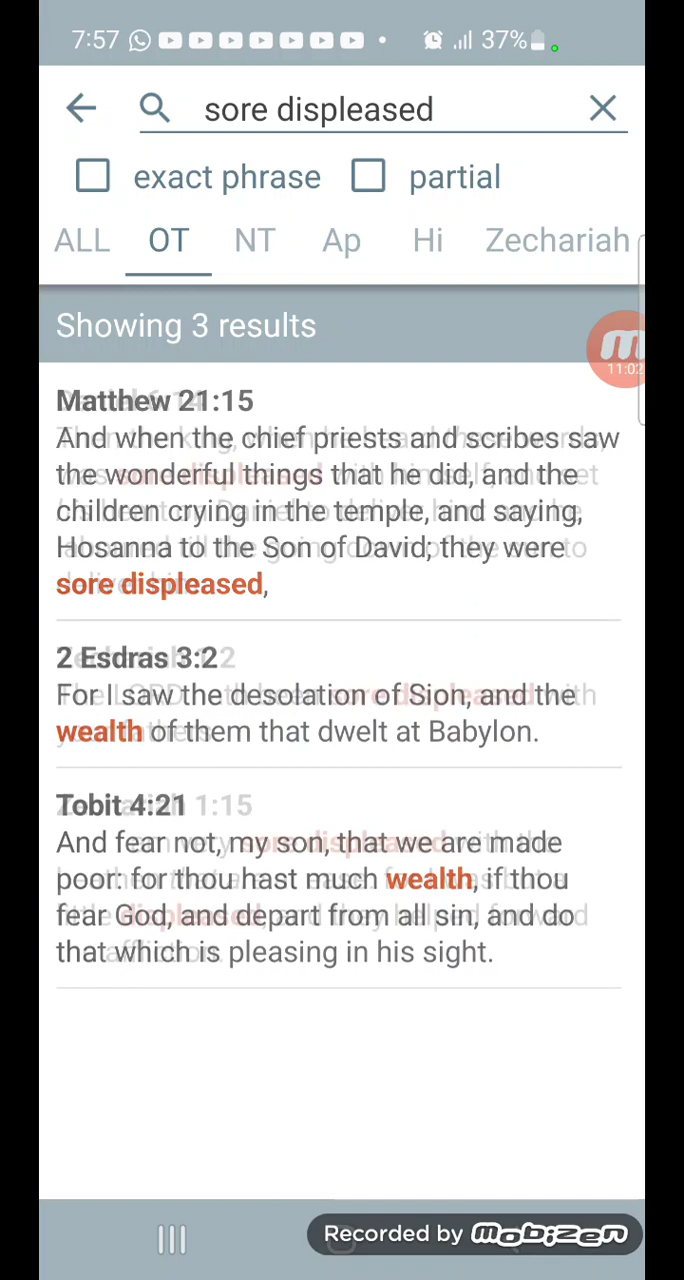 7:57 37%
sore displeased
exact phrase partial
ALL OT NT Ap Hi Zechariah
Showing 3 results
11:02
Matthew 21:15
And when the chief priests and scribes saw
the wonderful things that he did, and the
children crying in the temple, and saying,
Hosanna to the Son of David; they were
sore displeased,
2 Esdras 3:2
For I saw the desolation of Sion, and the
wealth of them that dwelt at Babylon.
Tobit 4:21
And fear not, my son, that we are made
poor: for thou hast much wealth, if thou
fear God, and depart from all sin, and do
that which is pleasing in his sight.
Recorded by mobizen